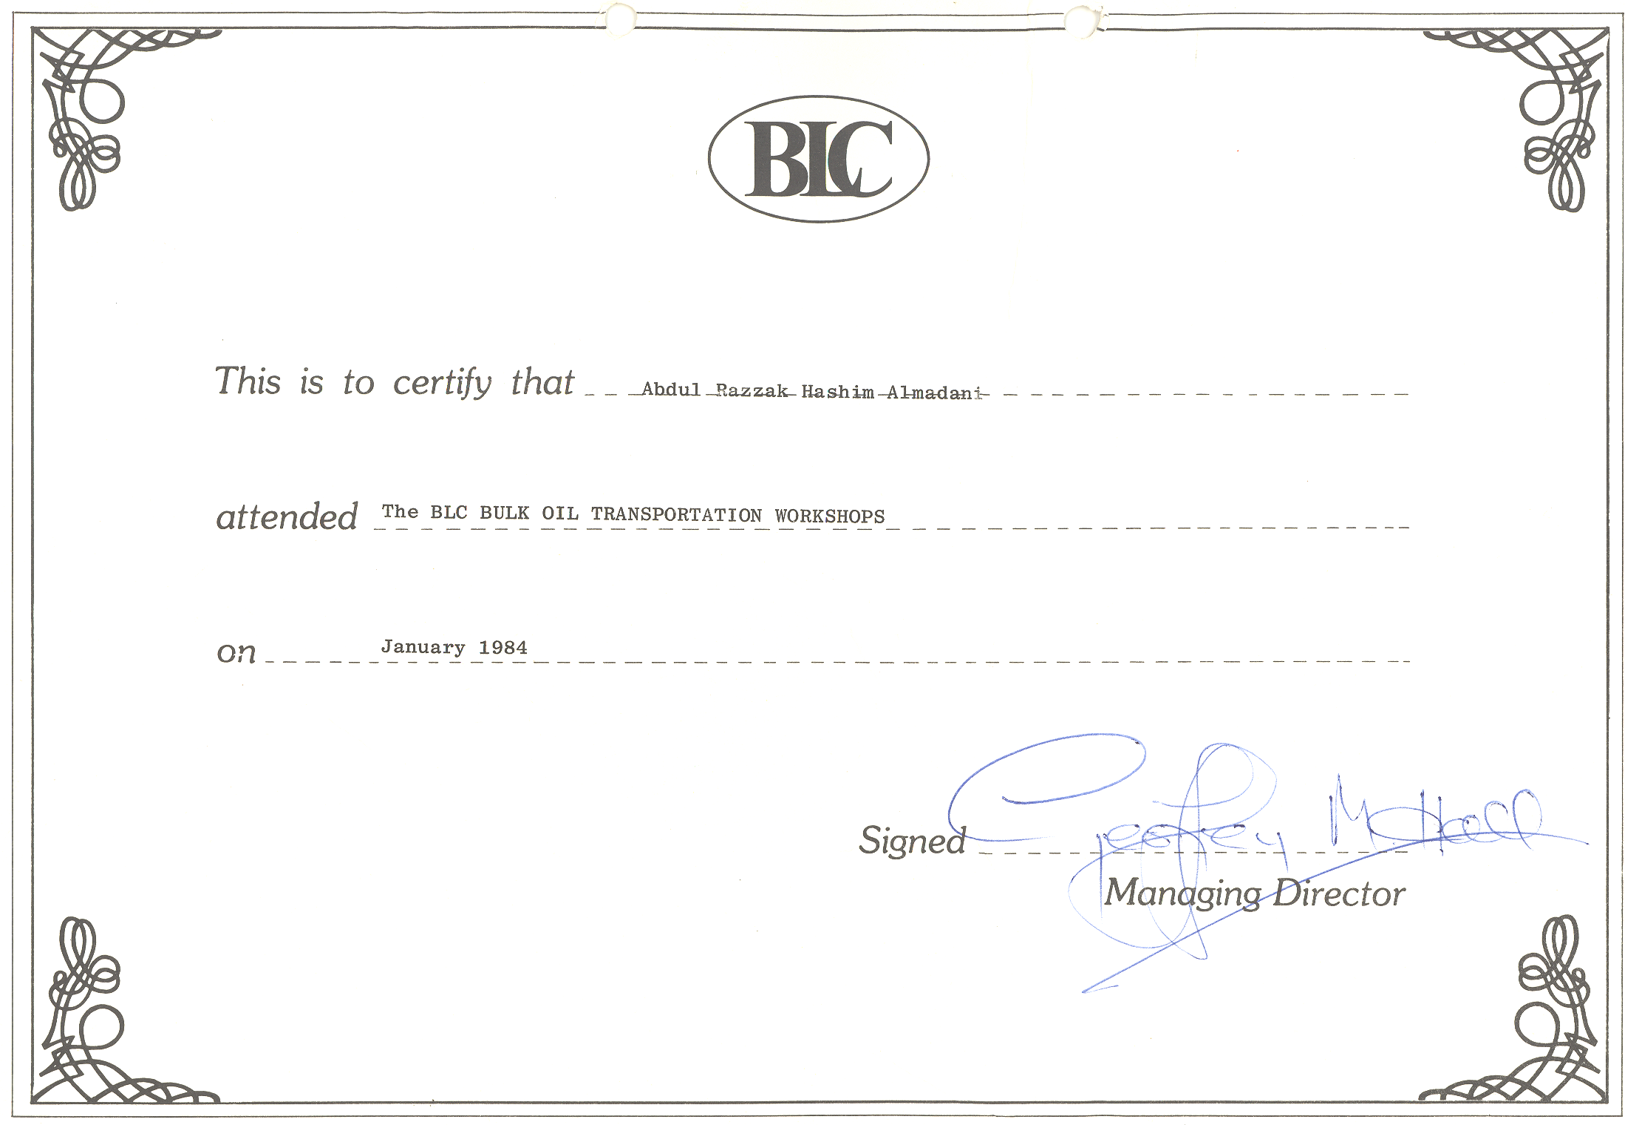 BLC
This is to certify that Abdul Razzak Hashim Almadani
attended The BLC BULK OIL TRANSPORTATION WORKSHOPS
on January 1984
Signed Geoffrey
Managing Director